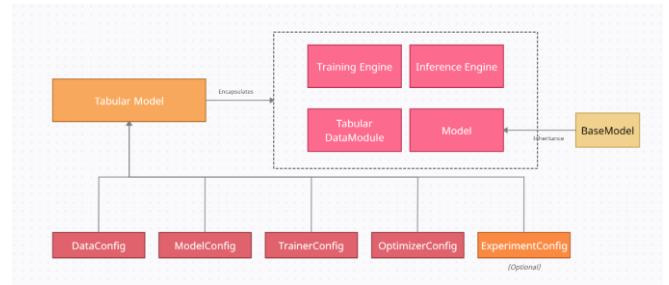 Training Engine
Inference Engine
Tabular Model
Encapsulates
Tabular
DataModule
Model
BaseModel
Inheritance
DataConfig
ModelConfig
TrainerConfig
OptimizerConfig
ExperimentConfig
(Optional)